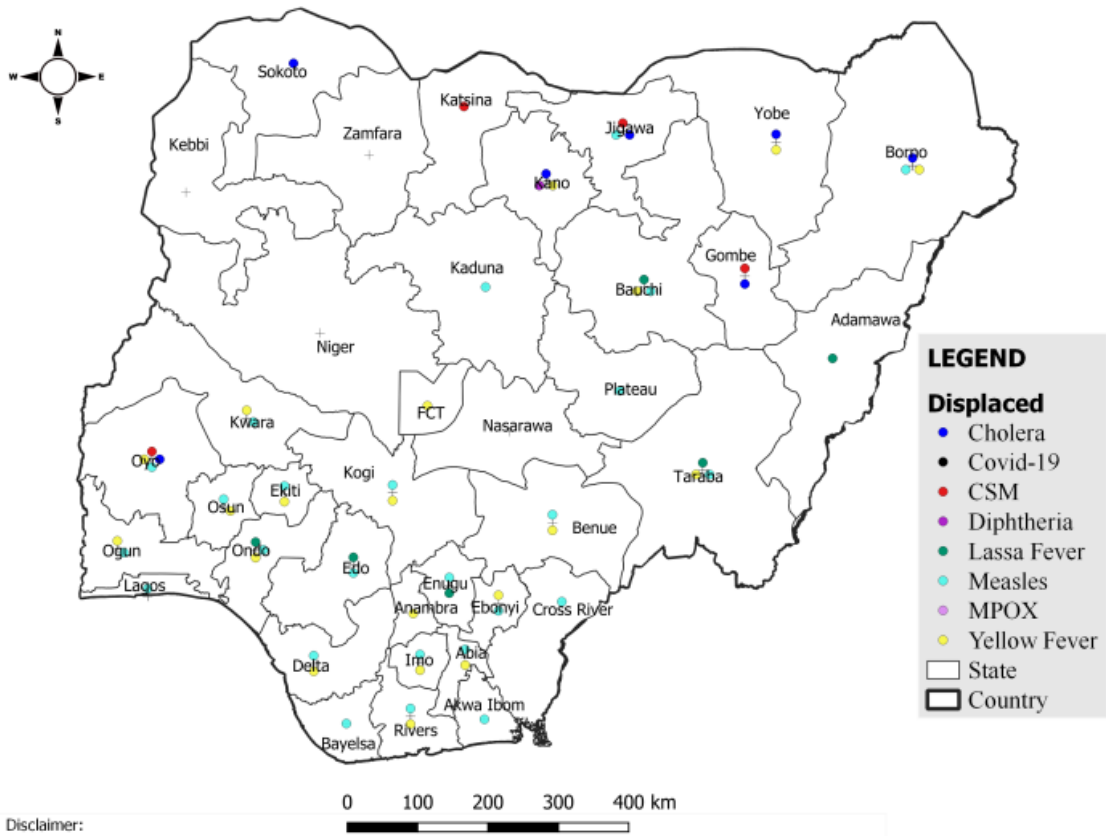 N
W E
S
Sokoto
Katsina
Yobe
Jigawa
Zamfara
Kebbi
Borno
Kano
Gombe
Kaduna
Bauchi
Adamawa
Niger
Plateau
FCT
Nasarawa
Kwara
Oyo
Kogi
Taraba
Ekiti
Osun
Benue
Ogun
Ondo
Edo
Lagos
Enugu
Anambra
Ebonyi
Cross River
Delta
Imo
Abia
Akwa Ibom
Rivers
Bayelsa
LEGEND
Displaced
Cholera
Covid-19
CSM
Diphtheria
Lassa Fever
Measles
MPOX
Yellow Fever
State
Country
0 100 200 300 400 km
Disclaimer: